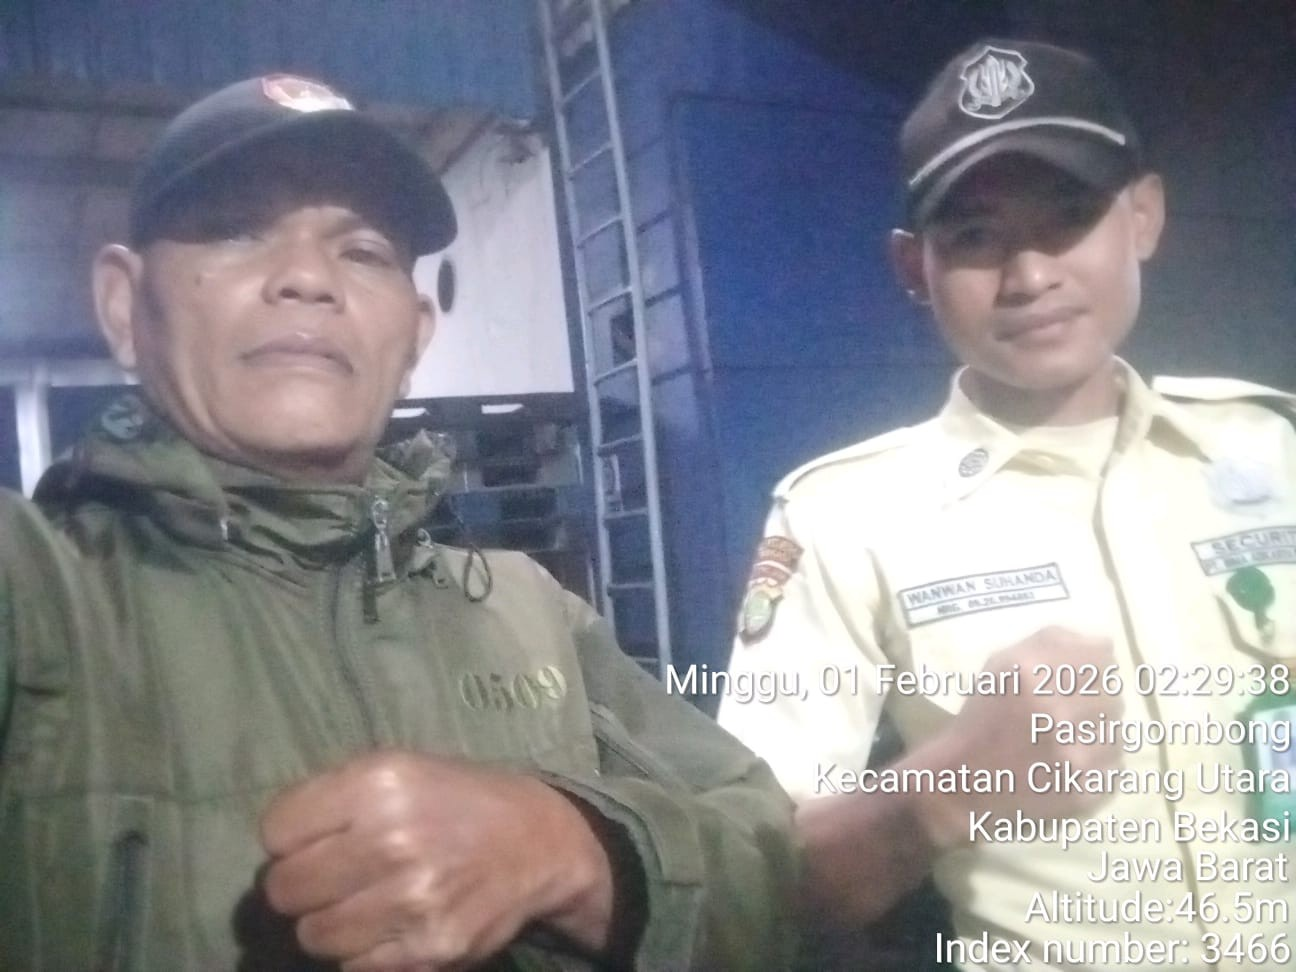 0509
WANWAN SUHANDA
SECURIT
Minggu, 01 Februari 2026 02:29:38
Pasirgombong
Kecamatan Cikarang Utara
Kabupaten Bekasi
Jawa Barat
Altitude:46.5m
Index number: 3466